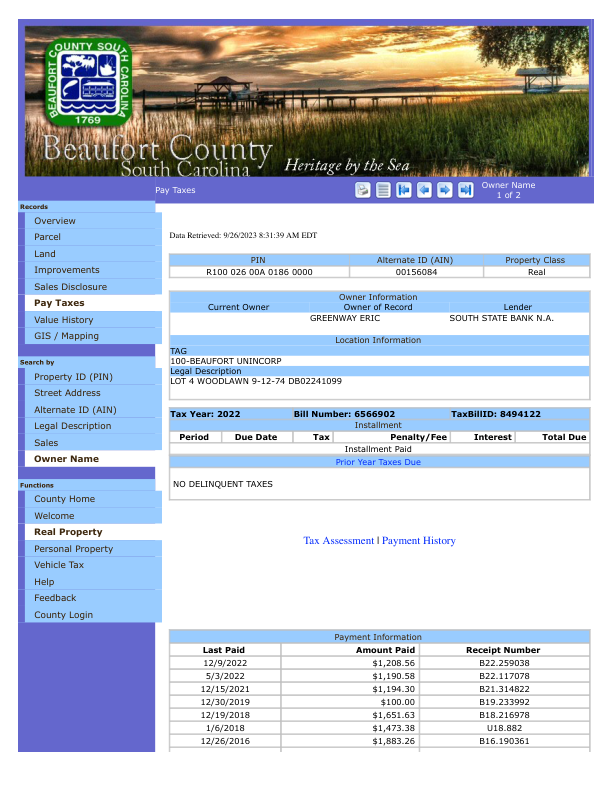 BEAUFORT COUNTY SOUTH CAROLINA
1769
Beaufort County
South Carolina
Heritage by the Sea
Pay Taxes
Owner Name
1 of 2
Records
Overview
Parcel
Land
Improvements
Sales Disclosure
Pay Taxes
Value History
GIS / Mapping
Search by
Property ID (PIN)
Street Address
Alternate ID (AIN)
Legal Description
Sales
Owner Name
Functions
County Home
Welcome
Real Property
Personal Property
Vehicle Tax
Help
Feedback
County Login
Data Retrieved: 9/26/2023 8:31:39 AM EDT
PIN Alternate ID (AIN) Property Class
R100 026 00A 0186 0000 00156084 Real
Owner Information
Current Owner Owner of Record Lender
GREENWAY ERIC SOUTH STATE BANK N.A.
Location Information
TAG
100-BEAUFORT UNINCORP
Legal Description
LOT 4 WOODLAWN 9-12-74 DB02241099
Tax Year: 2022 Bill Number: 6566902 TaxBillID: 8494122
Installment
Period Due Date Tax Penalty/Fee Interest Total Due
Installment Paid
Prior Year Taxes Due
NO DELINQUENT TAXES
Tax Assessment | Payment History
Payment Information
Last Paid Amount Paid Receipt Number
12/9/2022 $1,208.56 B22.259038
5/3/2022 $1,190.58 B22.117078
12/15/2021 $1,194.30 B21.314822
12/30/2019 $100.00 B19.233992
12/19/2018 $1,651.63 B18.216978
1/6/2018 $1,473.38 U18.882
12/26/2016 $1,883.26 B16.190361